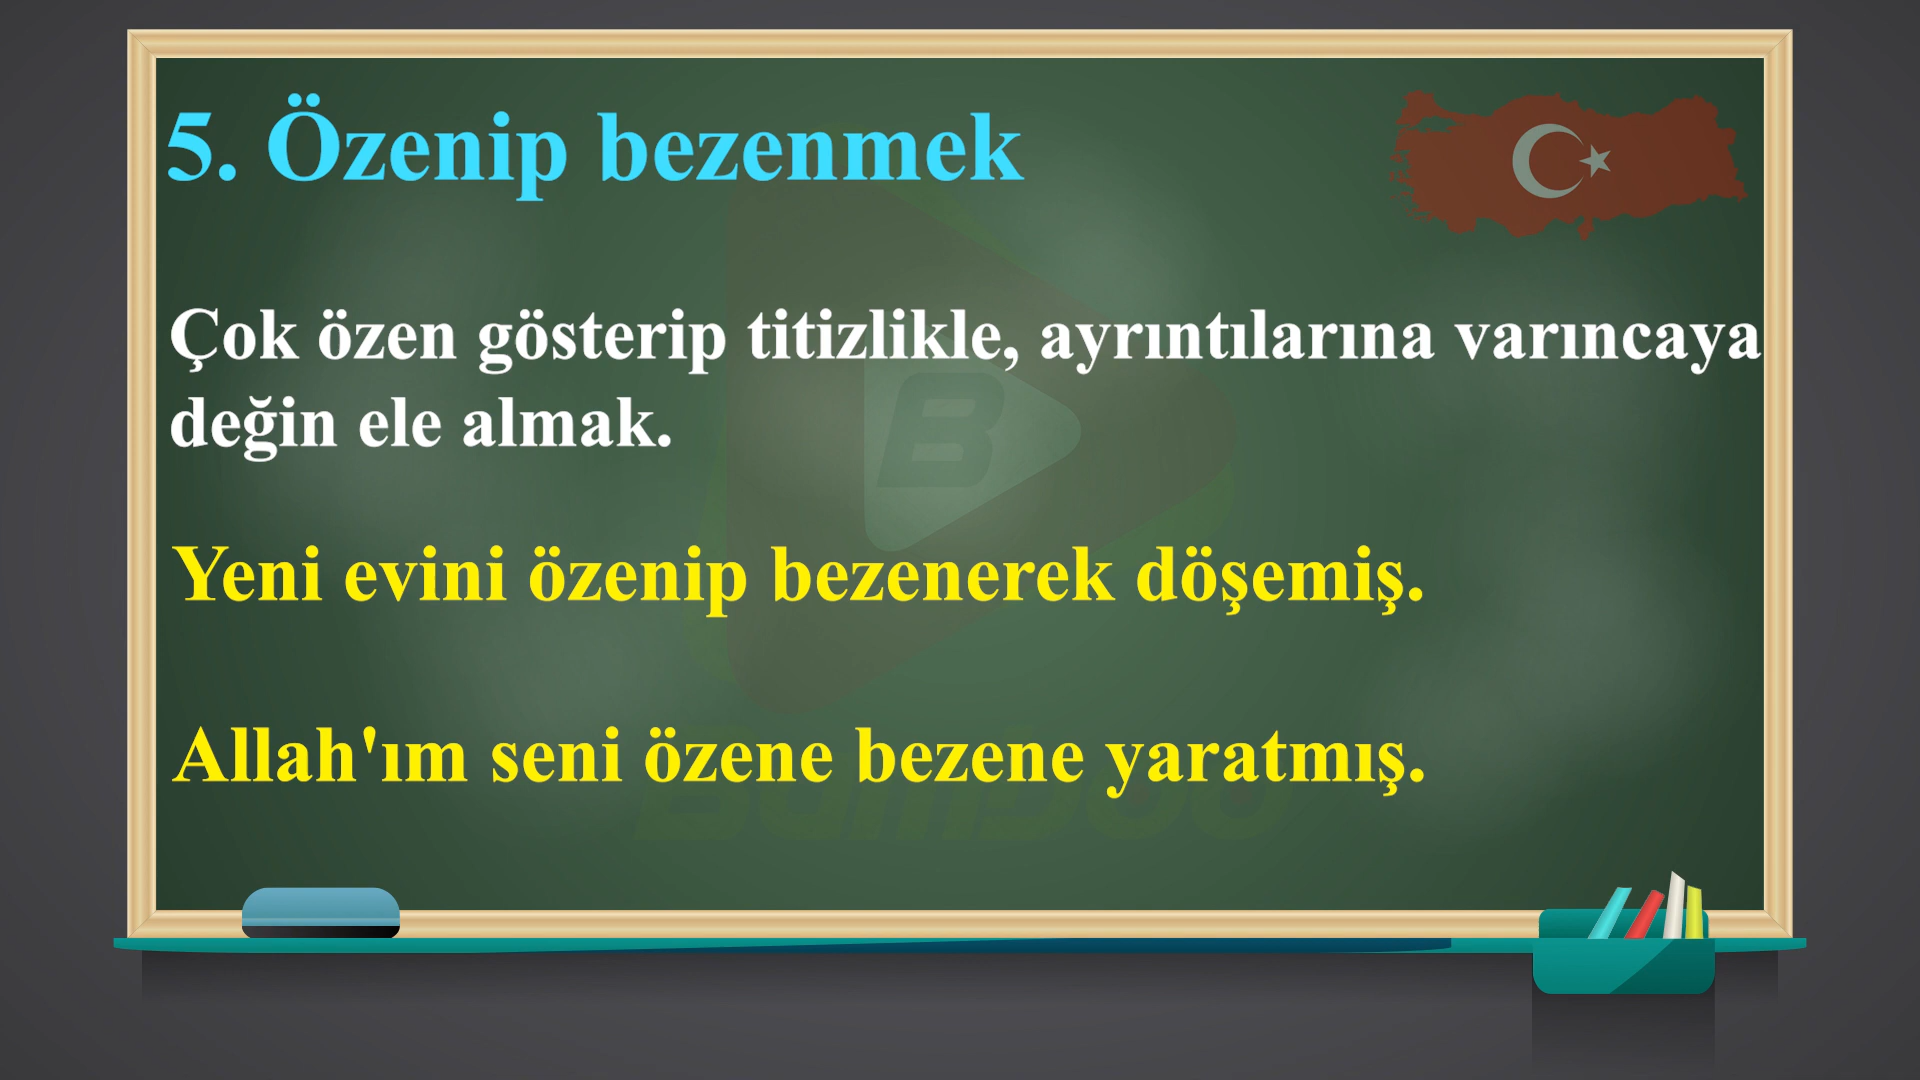 5. Özenip bezenmek
Çok özen gösterip titizlikle, ayrıntılarına varıncaya
değin ele almak.
B
Yeni evini özenip bezenerek döşemiş.
Allah'ım seni özene bezene yaratmış.